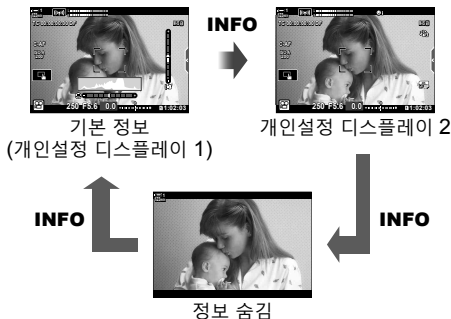 INFO
250 F5.6 0.0
1:02:03
250 F5.6 0.0
1:02:03
기본 정보
(개인설정 디스플레이 1)
개인설정 디스플레이 2
INFO
INFO
정보 숨김